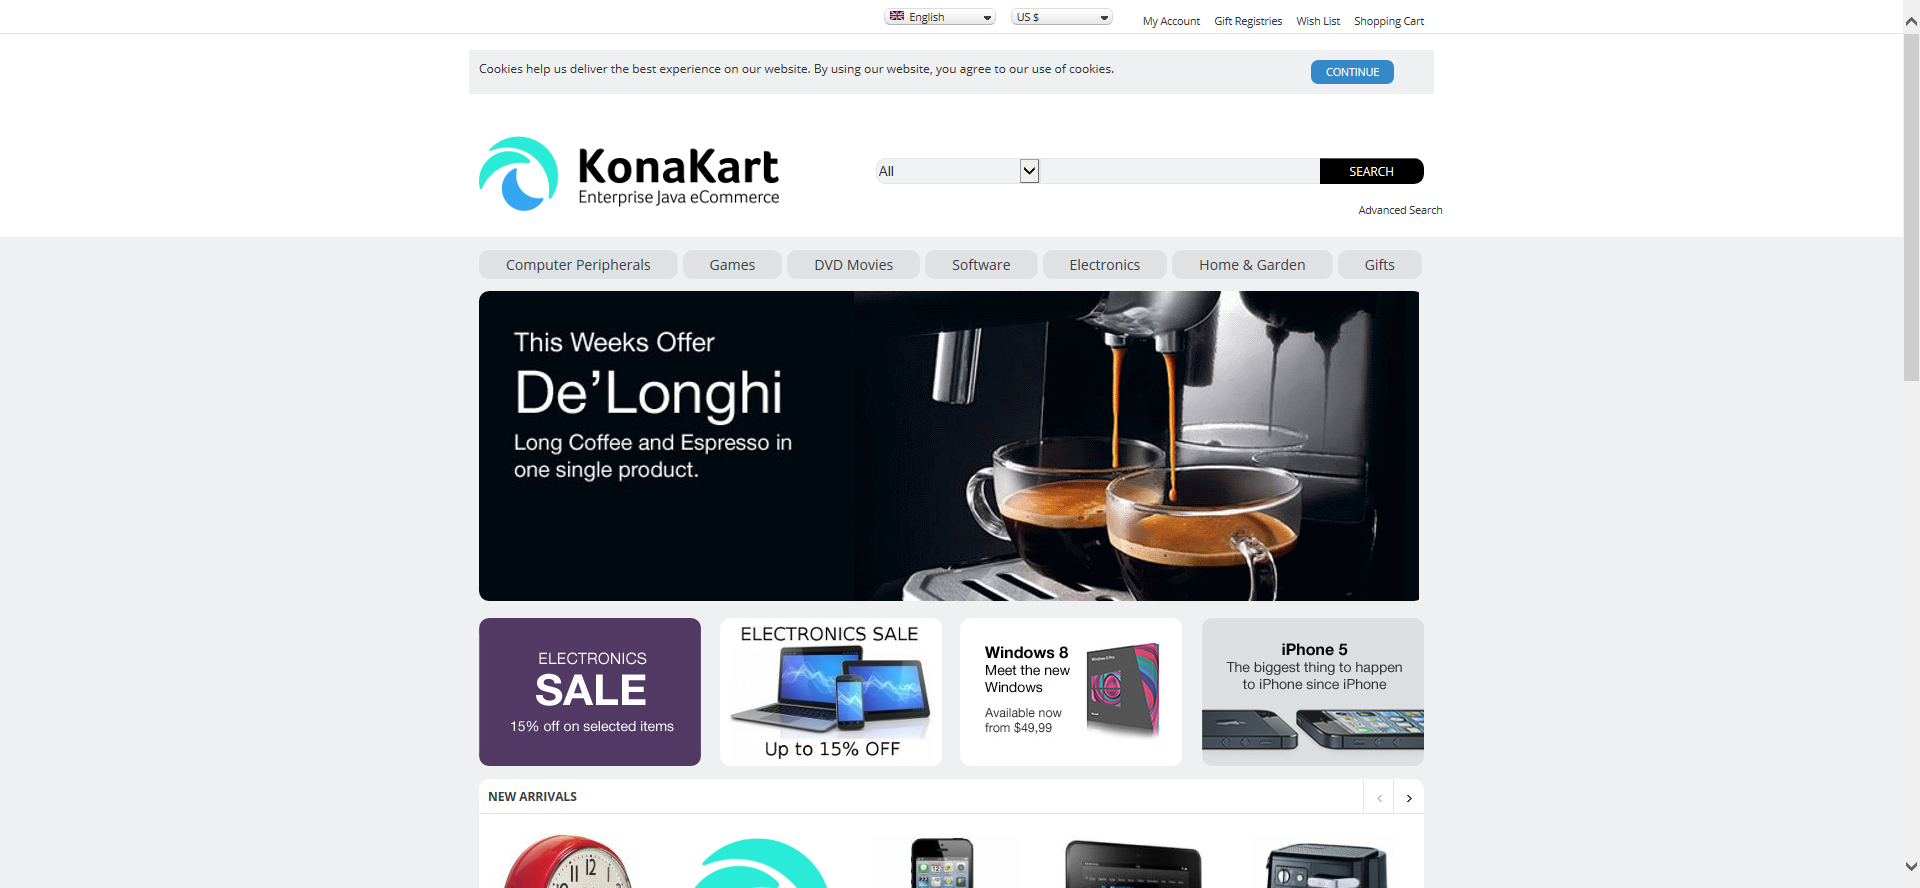 English
US $
My Account
Gift Registries
Wish List
Shopping Cart
Cookies help us deliver the best experience on our website. By using our website, you agree to our use of cookies.
CONTINUE
KonaKart
Enterprise Java eCommerce
All
SEARCH
Advanced Search
Computer Peripherals
Games
DVD Movies
Software
Electronics
Home & Garden
Gifts
This Weeks Offer
De'Longhi
Long Coffee and Espresso in
one single product.
ELECTRONICS
SALE
15% off on selected items
ELECTRONICS SALE
Up to 15% OFF
Windows 8
Meet the new
Windows
Available now
from $49,99
iPhone 5
The biggest thing to happen
to iPhone since iPhone
NEW ARRIVALS
12
11
1
10
2